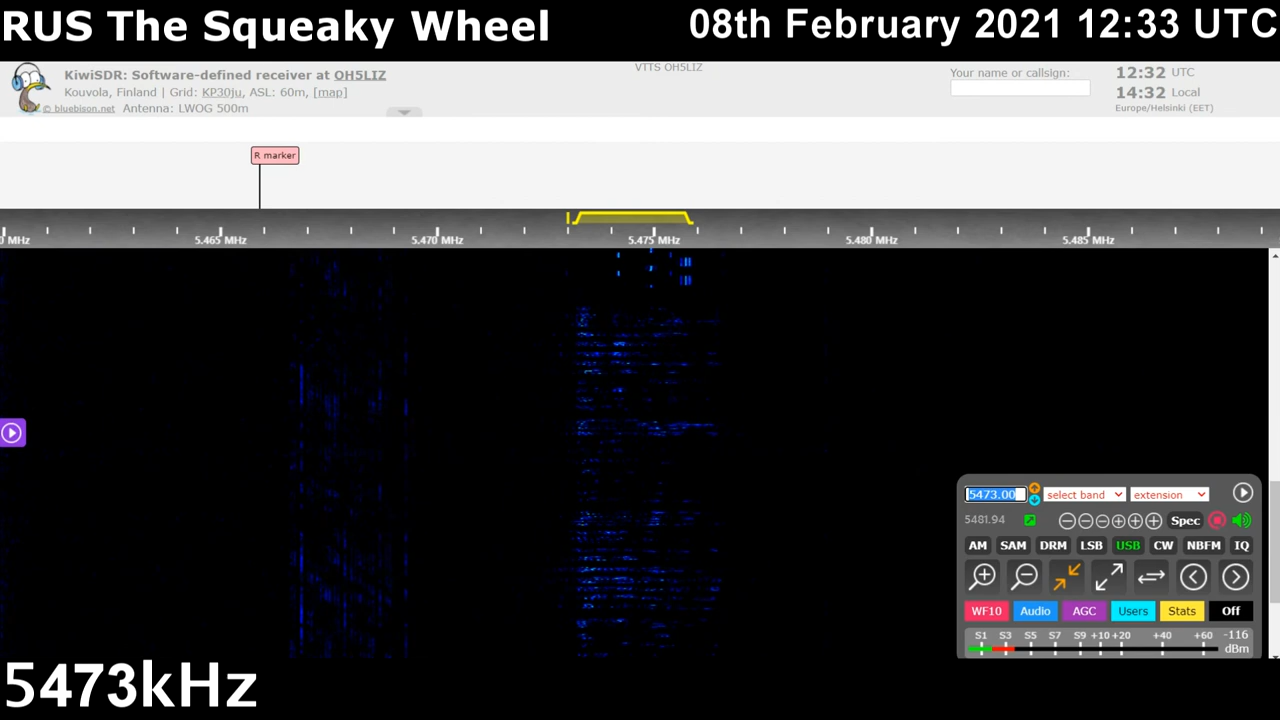 RUS The Squeaky Wheel
08th February 2021 12:33 UTC
KiwiSDR: Software-defined receiver at OH5LIZ
Kouvola, Finland | Grid: KP30ju, ASL: 60m, [map]
© bluebison.net Antenna: LWOG 500m
VTTS OH5LIZ
Your name or callsign:
12:32 UTC
14:32 Local
Europe/Helsinki (EET)
R marker
0 MHz 5.465 MHz 5.470 MHz 5.475 MHz 5.480 MHz 5.485 MHz
5473.00 select band extension
5481.94 Spec
AM SAM DRM LSB USB CW NBFM IQ
WF10 Audio AGC Users Stats Off
S1 S3 S5 S7 S9 +10 +20 +40 +60 -116
dBm
5473kHz